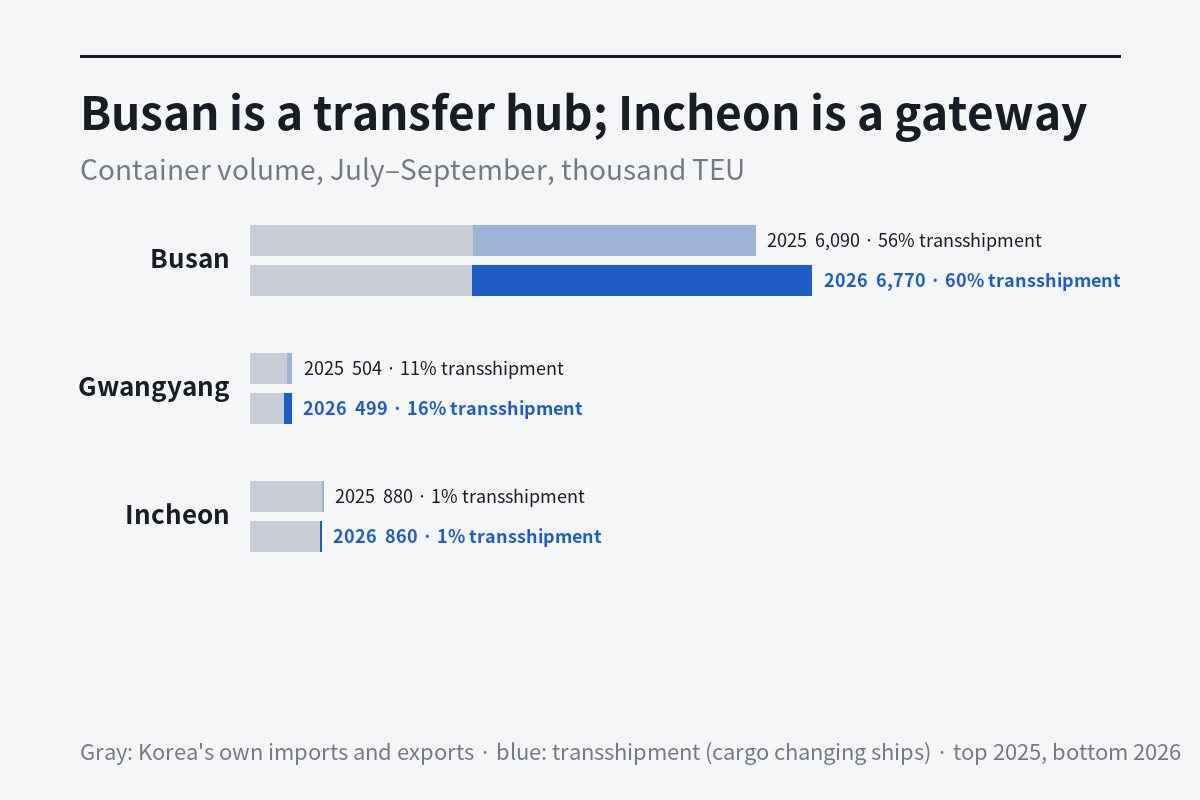 Busan is a transfer hub; Incheon is a gateway
Container volume, July–September, thousand TEU
Busan
2025 6,090 · 56% transshipment
2026 6,770 · 60% transshipment
Gwangyang
2025 504 · 11% transshipment
2026 499 · 16% transshipment
Incheon
2025 880 · 1% transshipment
2026 860 · 1% transshipment
Gray: Korea's own imports and exports · blue: transshipment (cargo changing ships) · top 2025, bottom 2026